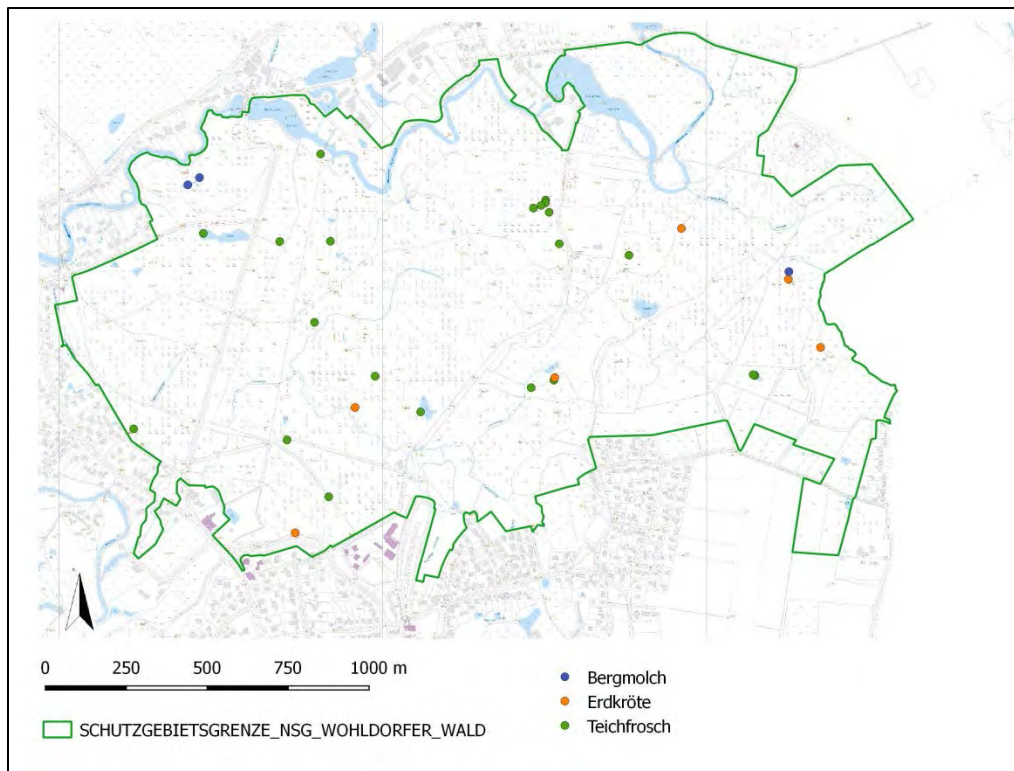 0 250 500 750 1000 m
SCHUTZGEBIETSGRENZE_NSG_WOHLDORFER_WALD
Bergmolch
Erdkröte
Teichfrosch